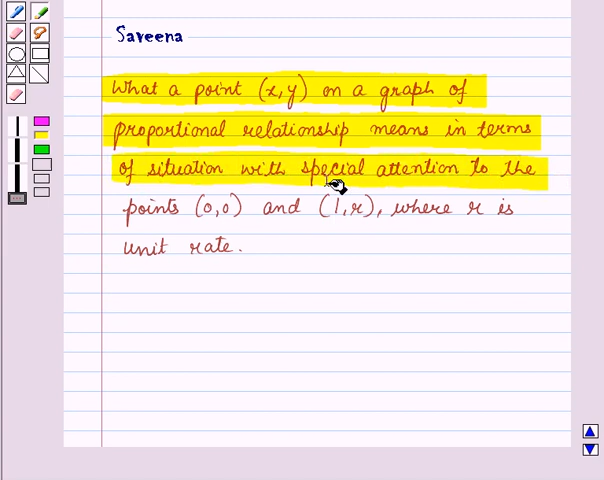 Saveena
What a point (x,y) on a graph of
proportional relationship means in terms
of situation with special attention to the
points (0,0) and (1,r), where r is
unit rate.